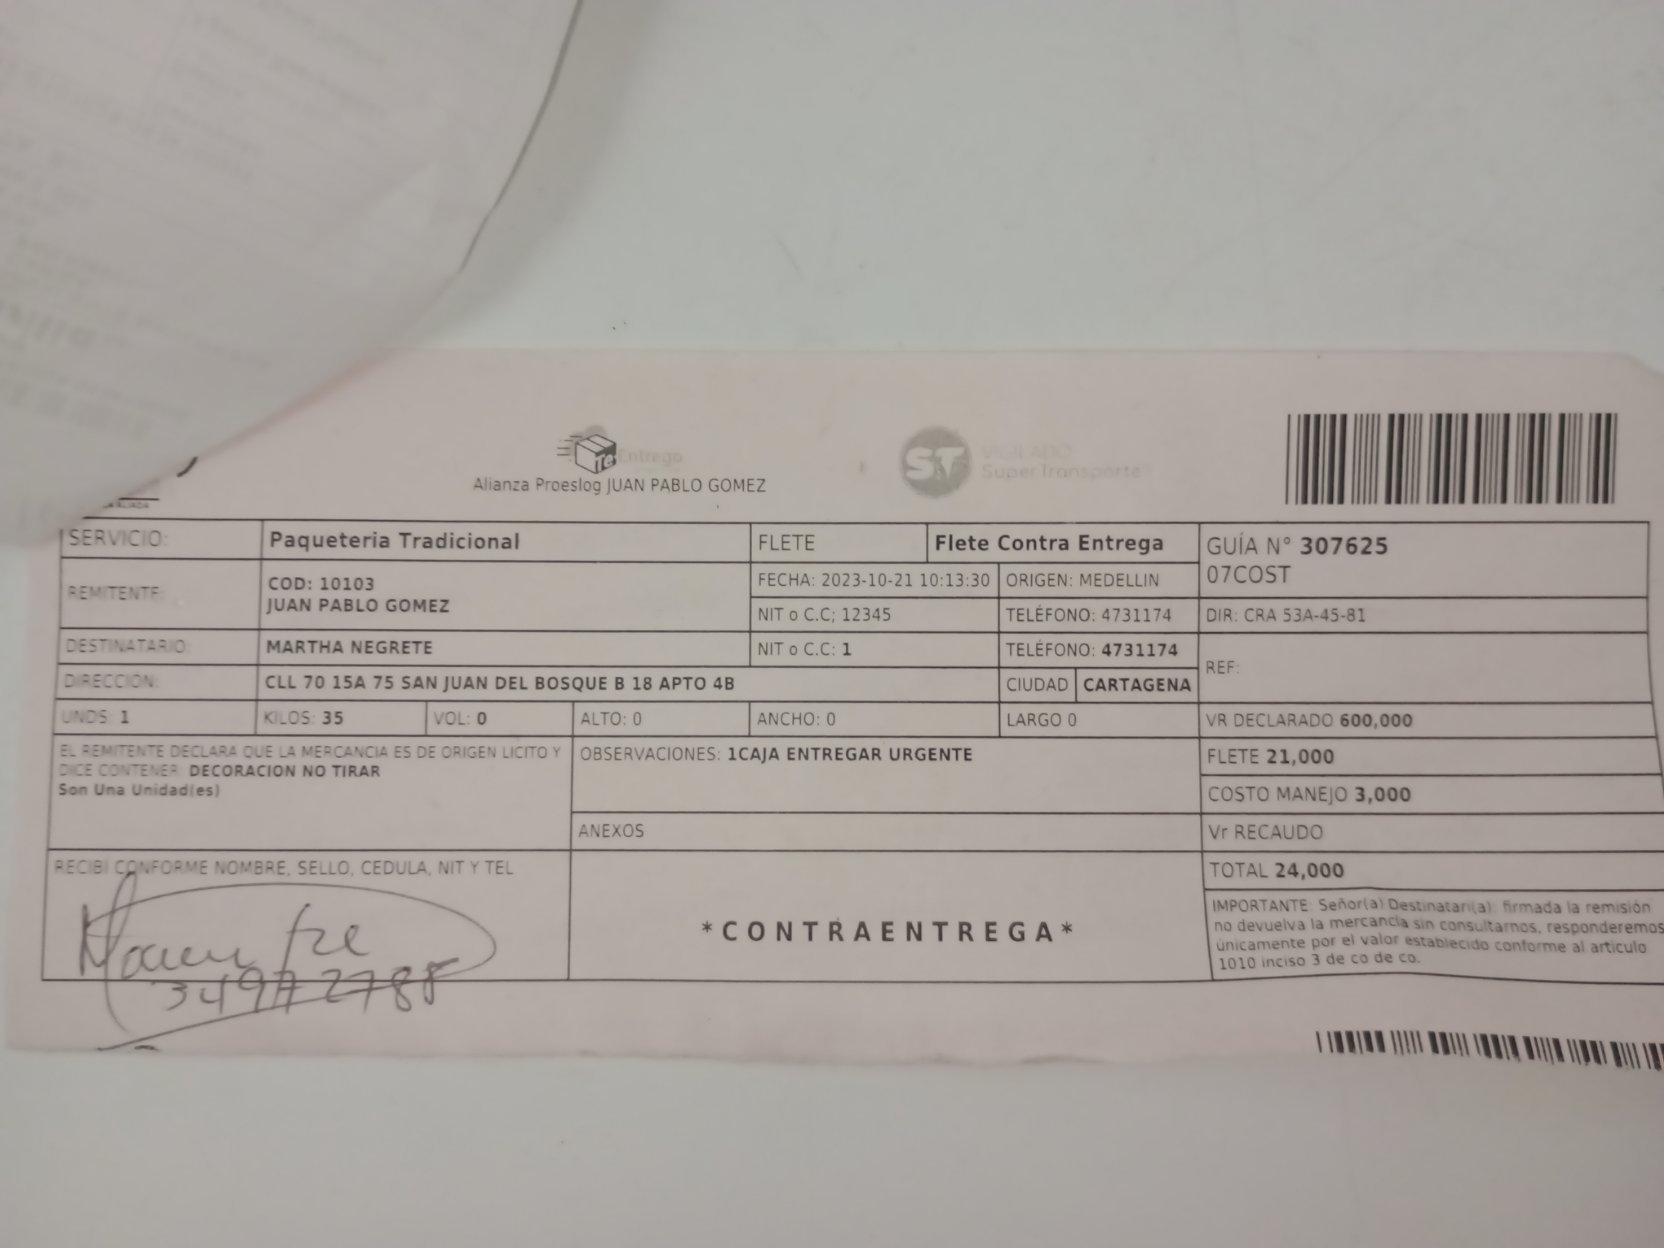 Te Entrego
Alianza Proeslog JUAN PABLO GOMEZ
ST VIGILADO
SuperTransporte
SERVICIO: Paqueteria Tradicional FLETE Flete Contra Entrega GUÍA N° 307625
07COST
REMITENTE: COD: 10103
JUAN PABLO GOMEZ
FECHA: 2023-10-21 10:13:30 ORIGEN: MEDELLIN
NIT o C.C; 12345 TELÉFONO: 4731174 DIR: CRA 53A-45-81
DESTINATARIO: MARTHA NEGRETE NIT o C.C: 1 TELÉFONO: 4731174 REF:
DIRECCION: CLL 70 15A 75 SAN JUAN DEL BOSQUE B 18 APTO 4B CIUDAD CARTAGENA
UNDS: 1 KILOS: 35 VOL: 0 ALTO: 0 ANCHO: 0 LARGO 0 VR DECLARADO 600,000
EL REMITENTE DECLARA QUE LA MERCANCIA ES DE ORIGEN LICITO Y
DICE CONTENER: DECORACION NO TIRAR
Son Una Unidad(es)
OBSERVACIONES: 1CAJA ENTREGAR URGENTE
FLETE 21,000
COSTO MANEJO 3,000
ANEXOS
Vr RECAUDO
RECIBI CONFORME NOMBRE, SELLO, CEDULA, NIT Y TEL
TOTAL 24,000
*CONTRAENTREGA*
IMPORTANTE: Señor(a) Destinatari(a): firmada la remisión
no devuelva la mercancia sin consultarnos, responderemos
únicamente por el valor establecido conforme al articulo
1010 inciso 3 de co de co.